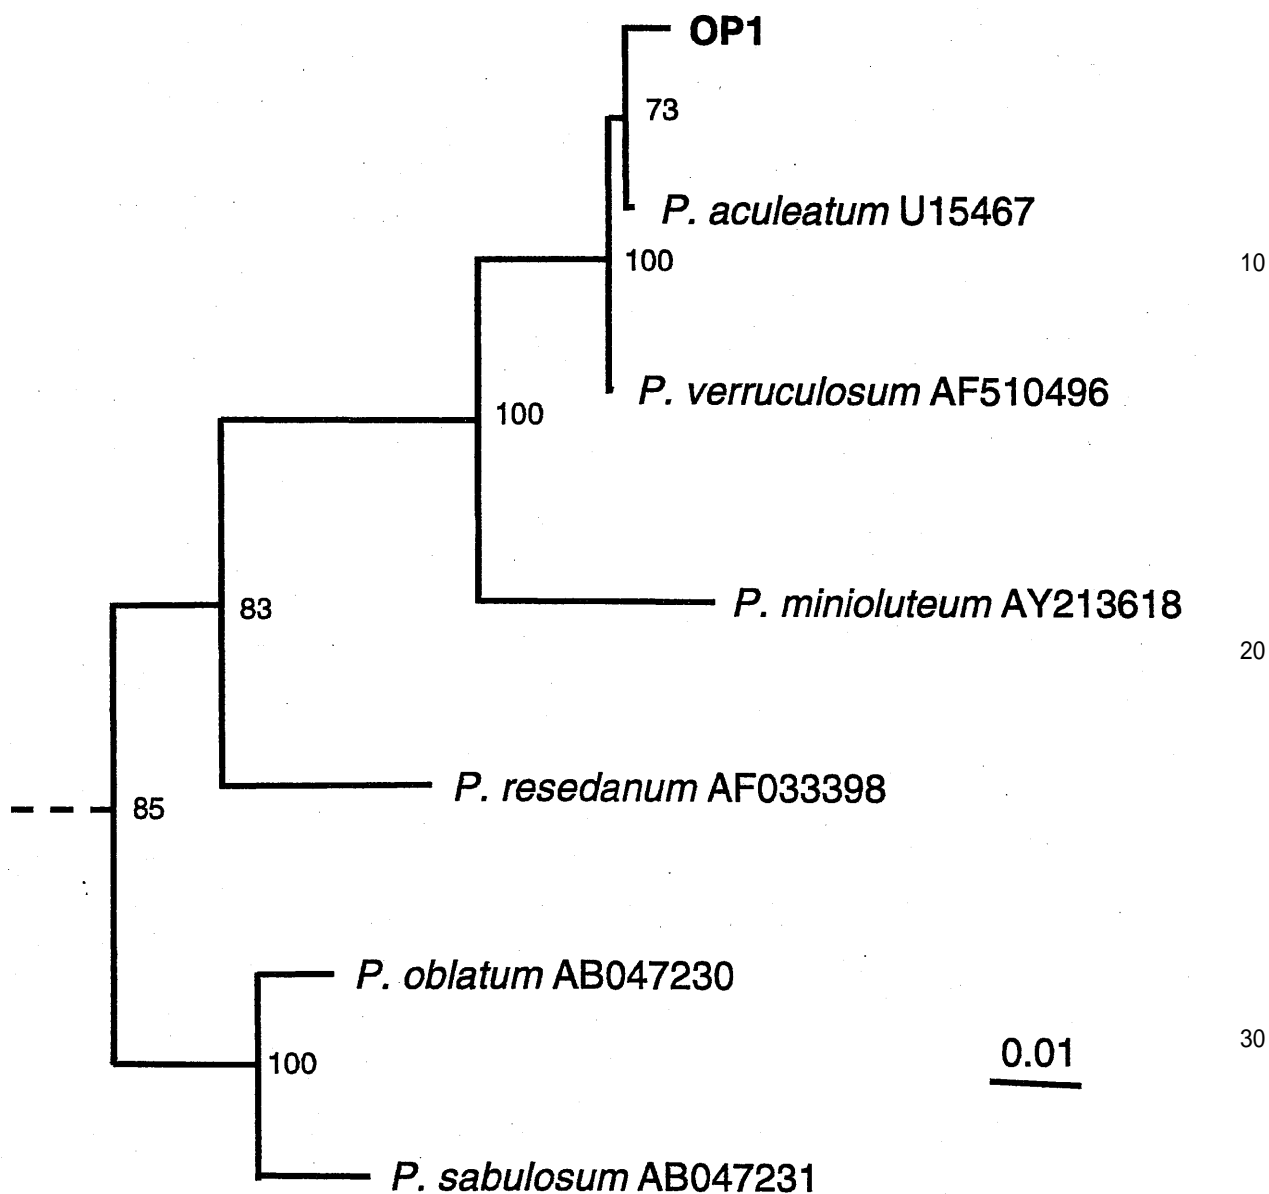 OP1
73
P. aculeatum U15467
100
10
P. verruculosum AF510496
100
P. minioluteum AY213618
83
20
P. resedanum AF033398
85
P. oblatum AB047230
0.01
30
100
P. sabulosum AB047231